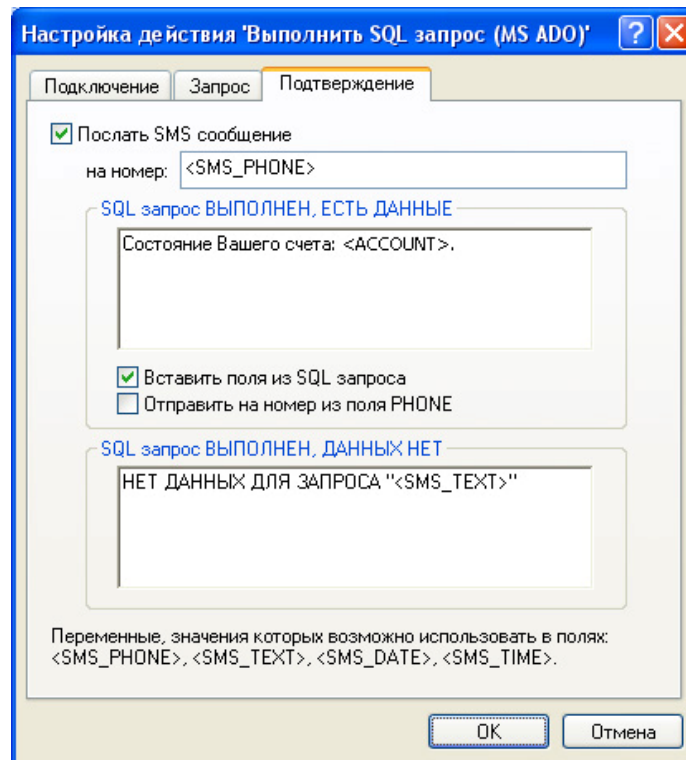 Настройка действия 'Выполнить SQL запрос (MS ADO)'
Подключение Запрос Подтверждение
Послать SMS сообщение
на номер: <SMS_PHONE>
SQL запрос ВЫПОЛНЕН, ЕСТЬ ДАННЫЕ
Состояние Вашего счета: <ACCOUNT>.
Вставить поля из SQL запроса
Отправить на номер из поля PHONE
SQL запрос ВЫПОЛНЕН, ДАННЫХ НЕТ
НЕТ ДАННЫХ ДЛЯ ЗАПРОСА "<SMS_TEXT>"
Переменные, значения которых возможно использовать в полях:
<SMS_PHONE>, <SMS_TEXT>, <SMS_DATE>, <SMS_TIME>.
OK Отмена